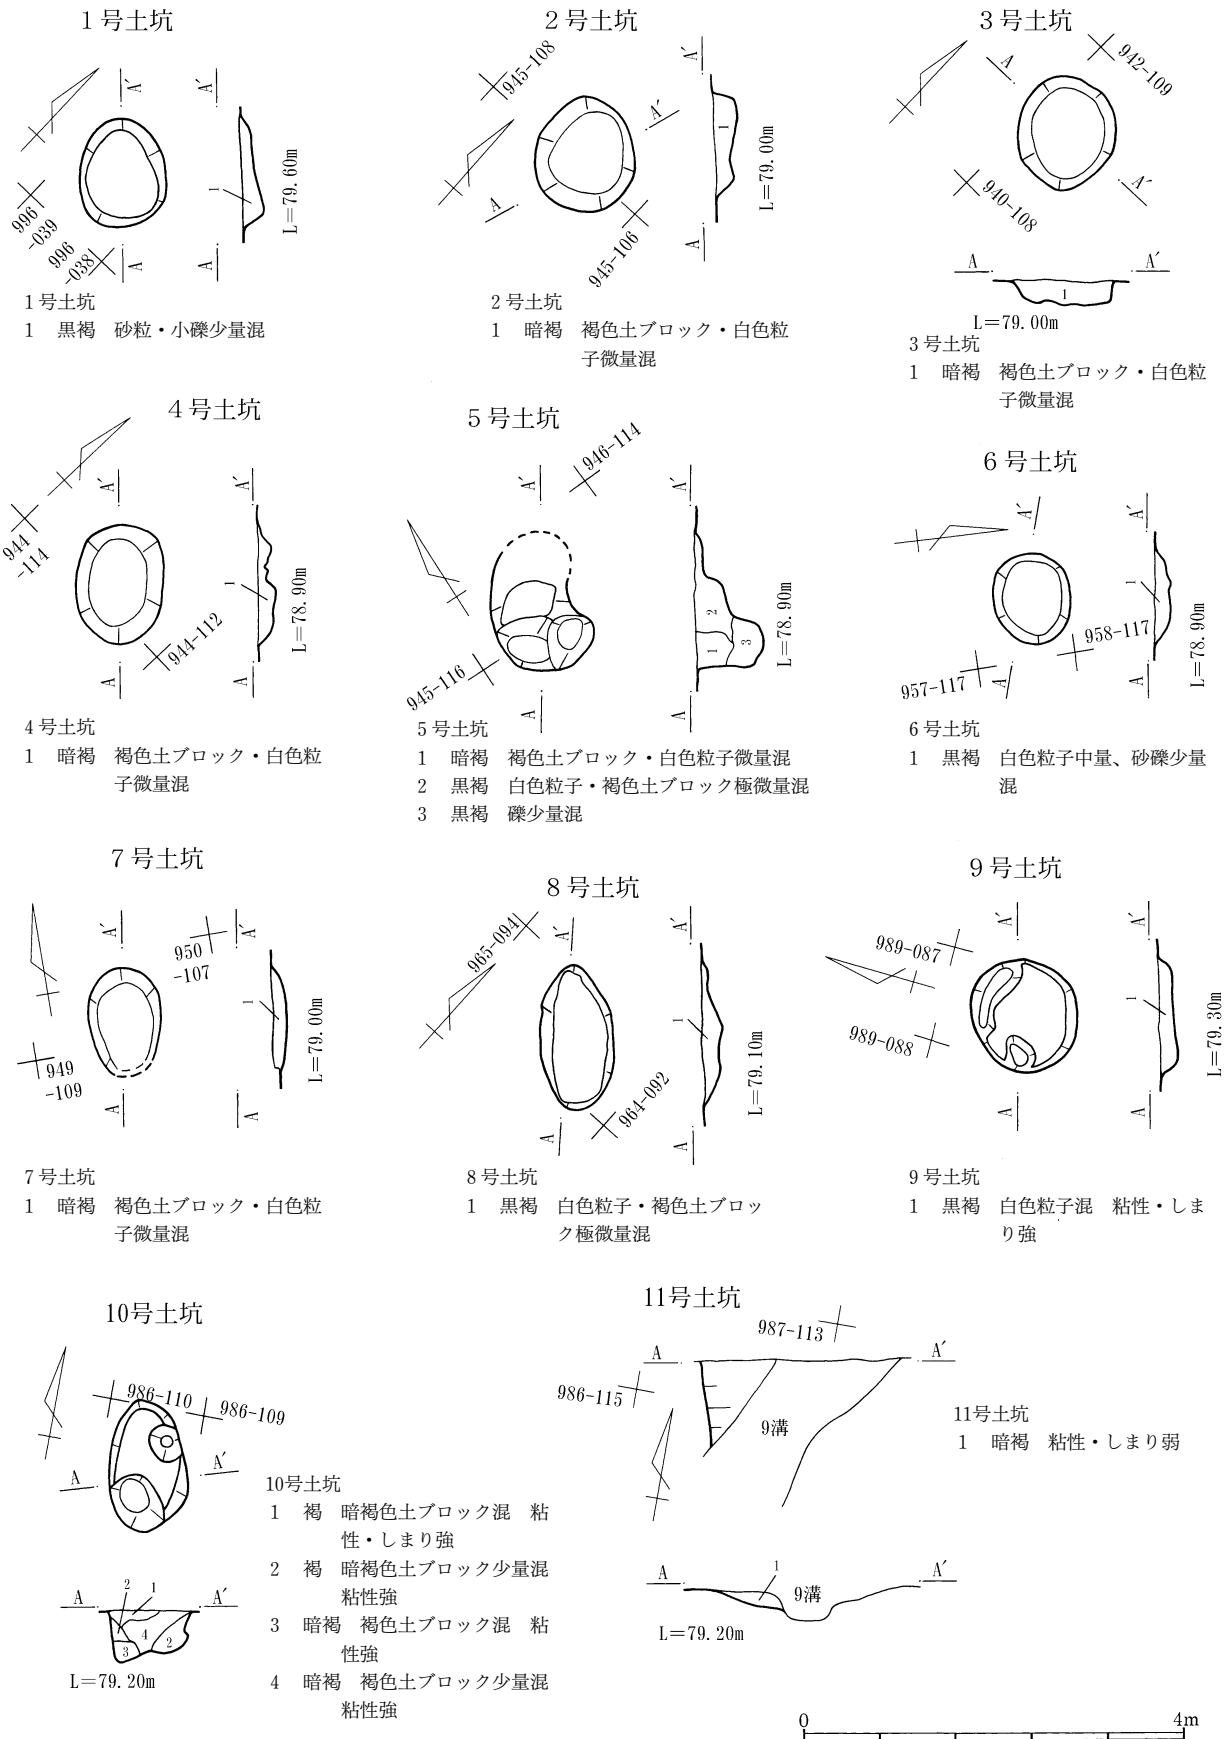 1号土坑
A′
A′
1
L=79.60m
996
-039
996
-038
A
A
1号土坑
1 黒褐 砂粒・小礫少量混
2号土坑
945-108
A′
A′
1
L=79.00m
A
945-106
A
2号土坑
1 暗褐 褐色土ブロック・白色粒
子微量混
3号土坑
A
942-109
940-108
A′
A
A′
1
L=79.00m
3号土坑
1 暗褐 褐色土ブロック・白色粒
子微量混
4号土坑
A′
A′
944
-114
1
L=78.90m
944-112
A
A
4号土坑
1 暗褐 褐色土ブロック・白色粒
子微量混
5号土坑
946-114
A′
A′
2
1
3
L=78.90m
945-116
A
A
5号土坑
1 暗褐 褐色土ブロック・白色粒子微量混
2 黒褐 白色粒子・褐色土ブロック極微量混
3 黒褐 礫少量混
6号土坑
A′
A′
1
958-117
957-117
L=78.90m
A
A
6号土坑
1 黒褐 白色粒子中量、砂礫少量
混
7号土坑
A′
A′
950
-107
1
L=79.00m
949
-109
A
A
7号土坑
1 暗褐 褐色土ブロック・白色粒
子微量混
8号土坑
965-094
A′
A′
1
L=79.10m
964-092
A
A
8号土坑
1 黒褐 白色粒子・褐色土ブロッ
ク極微量混
9号土坑
A′
A′
989-087
1
989-088
L=79.30m
A
A
9号土坑
1 黒褐 白色粒子混 粘性・しま
り強
10号土坑
986-110
986-109
A
A′
A
A′
2
1
4
3
2
L=79.20m
10号土坑
1 褐 暗褐色土ブロック混 粘
性・しまり強
2 褐 暗褐色土ブロック少量混
粘性強
3 暗褐 褐色土ブロック混 粘
性強
4 暗褐 褐色土ブロック少量混
粘性強
11号土坑
987-113
A
A′
986-115
9溝
A
A′
1
9溝
L=79.20m
11号土坑
1 暗褐 粘性・しまり弱
0
4m